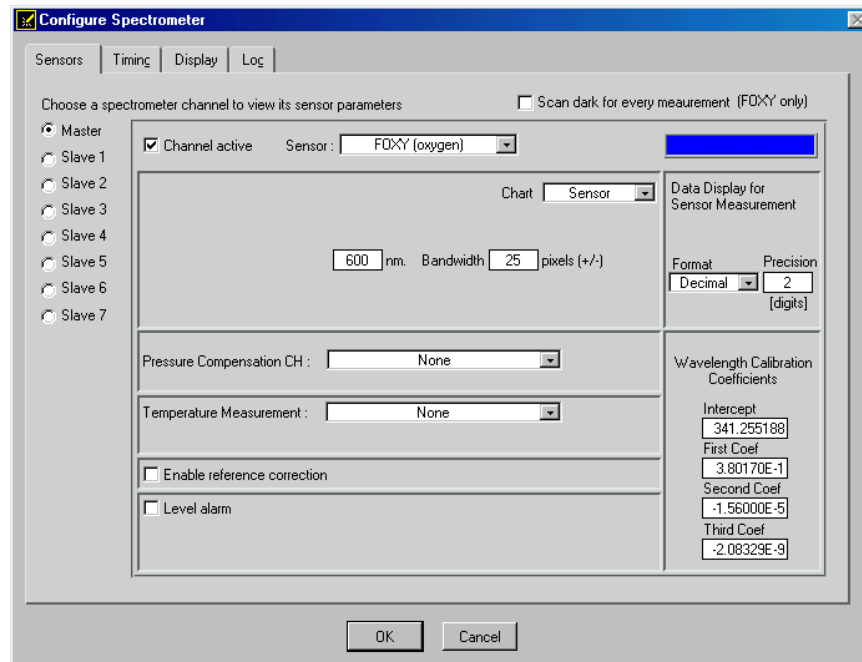 Configure Spectrometer
Sensors Timing Display Log
Choose a spectrometer channel to view its sensor parameters
Scan dark for every meaurement (FOXY only)
Master
Slave 1
Slave 2
Slave 3
Slave 4
Slave 5
Slave 6
Slave 7
Channel active Sensor : FOXY (oxygen)
Chart Sensor
600 nm. Bandwidth 25 pixels (+/-)
Data Display for
Sensor Measurement
Format Precision
Decimal 2
[digits]
Pressure Compensation CH : None
Temperature Measurement : None
Enable reference correction
Level alarm
Wavelength Calibration
Coefficients
Intercept
341.255188
First Coef
3.80170E-1
Second Coef
-1.56000E-5
Third Coef
-2.08329E-9
OK Cancel